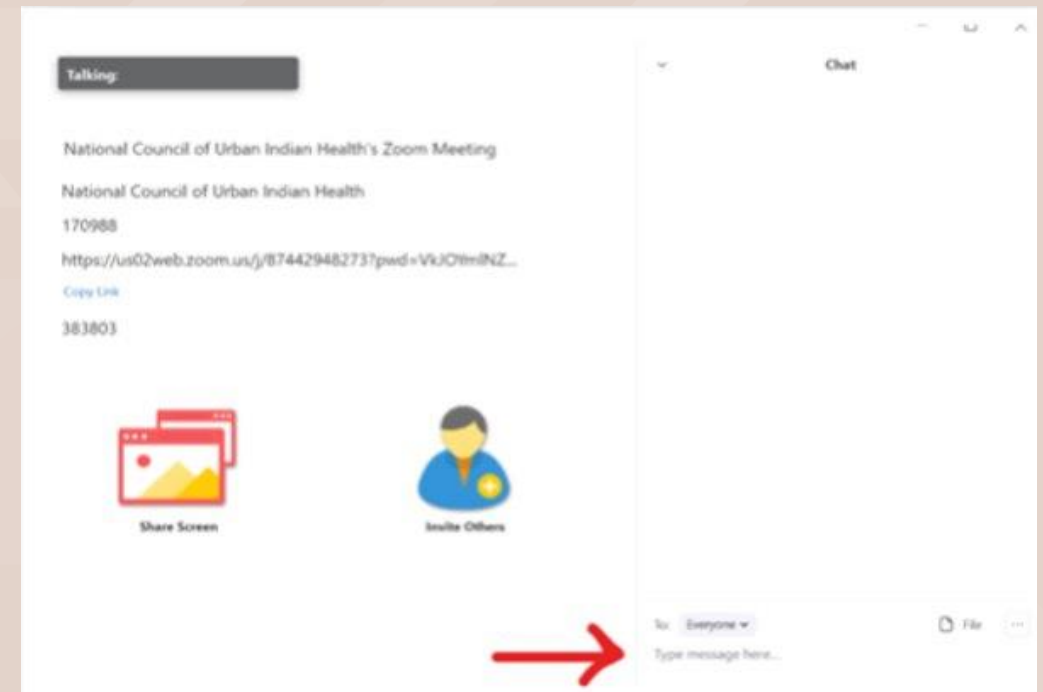 Talking:
National Council of Urban Indian Health's Zoom Meeting
National Council of Urban Indian Health
170988
https://us02web.zoom.us/j/87442948273?pwd=
Copy Link
383803
Share Screen
Invite Others
Chat
To: Everyone
File
Type message here...